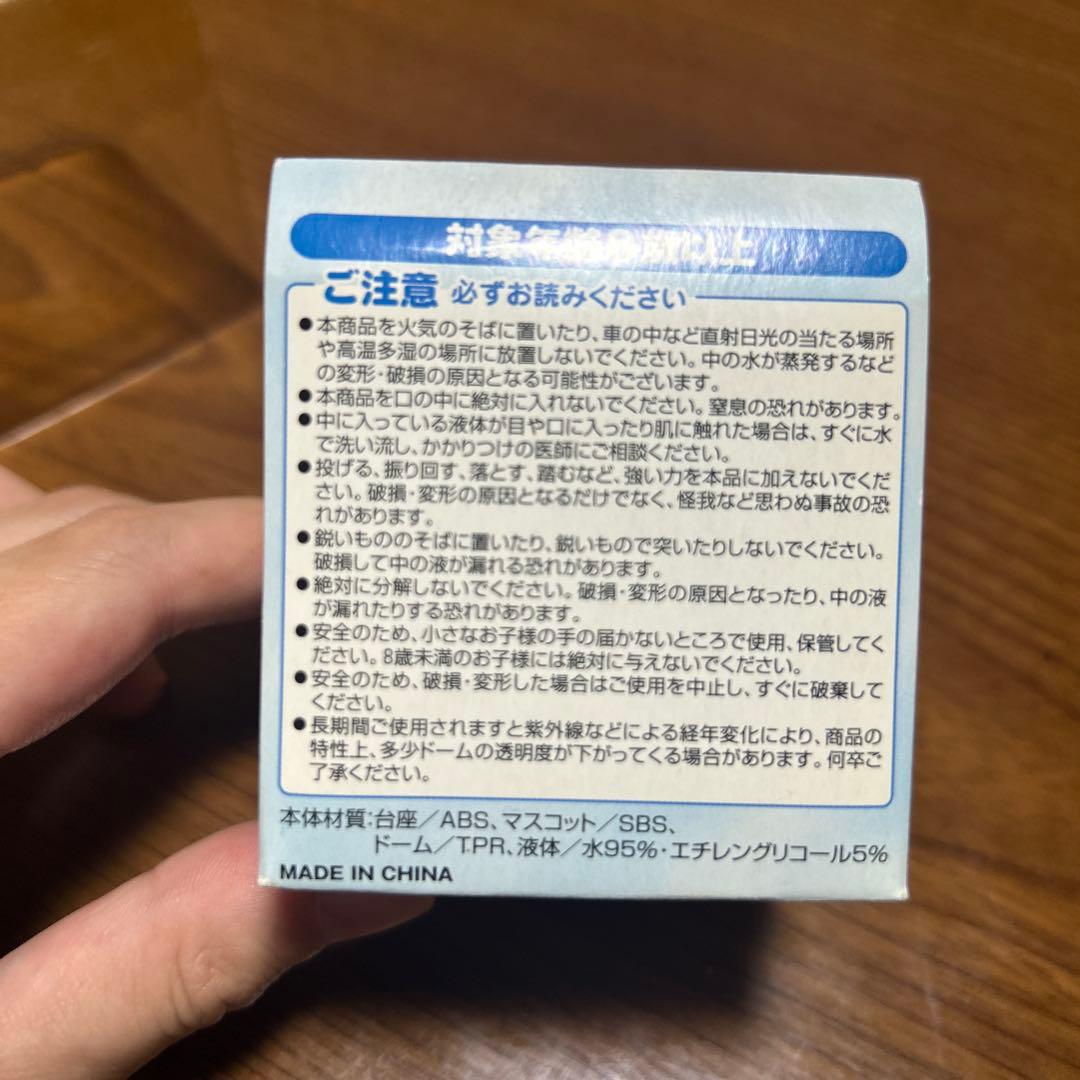 対象年齢8歳以上
ご注意 必ずお読みください
●本商品を火気のそばに置いたり、車の中など直射日光の当たる場所
や高温多湿の場所に放置しないでください。中の水が蒸発するなど
の変形・破損の原因となる可能性がございます。
●本商品を口の中に絶対に入れないでください。窒息の恐れがあります。
●中に入っている液体が目や口に入ったり肌に触れた場合は、すぐに水
で洗い流し、かかりつけの医師にご相談ください。
●投げる、振り回す、落とす、踏むなど、強い力を本品に加えないでくだ
さい。破損・変形の原因となるだけでなく、怪我など思わぬ事故の恐
れがあります。
●鋭いもののそばに置いたり、鋭いもので突いたりしないでください。
破損して中の液が漏れる恐れがあります。
●絶対に分解しないでください。破損・変形の原因となったり、中の液
が漏れたりする恐れがあります。
●安全のため、小さなお子様の手の届かないところで使用、保管してく
ださい。8歳未満のお子様には絶対に与えないでください。
●安全のため、破損・変形した場合はご使用を中止し、すぐに破棄して
ください。
●長期間ご使用されますと紫外線などによる経年変化により、商品の
特性上、多少ドームの透明度が下がってくる場合があります。何卒ご
了承ください。
本体材質:台座/ABS、マスコット/SBS、
ドーム/TPR、液体/水95%・エチレングリコール5%
MADE IN CHINA